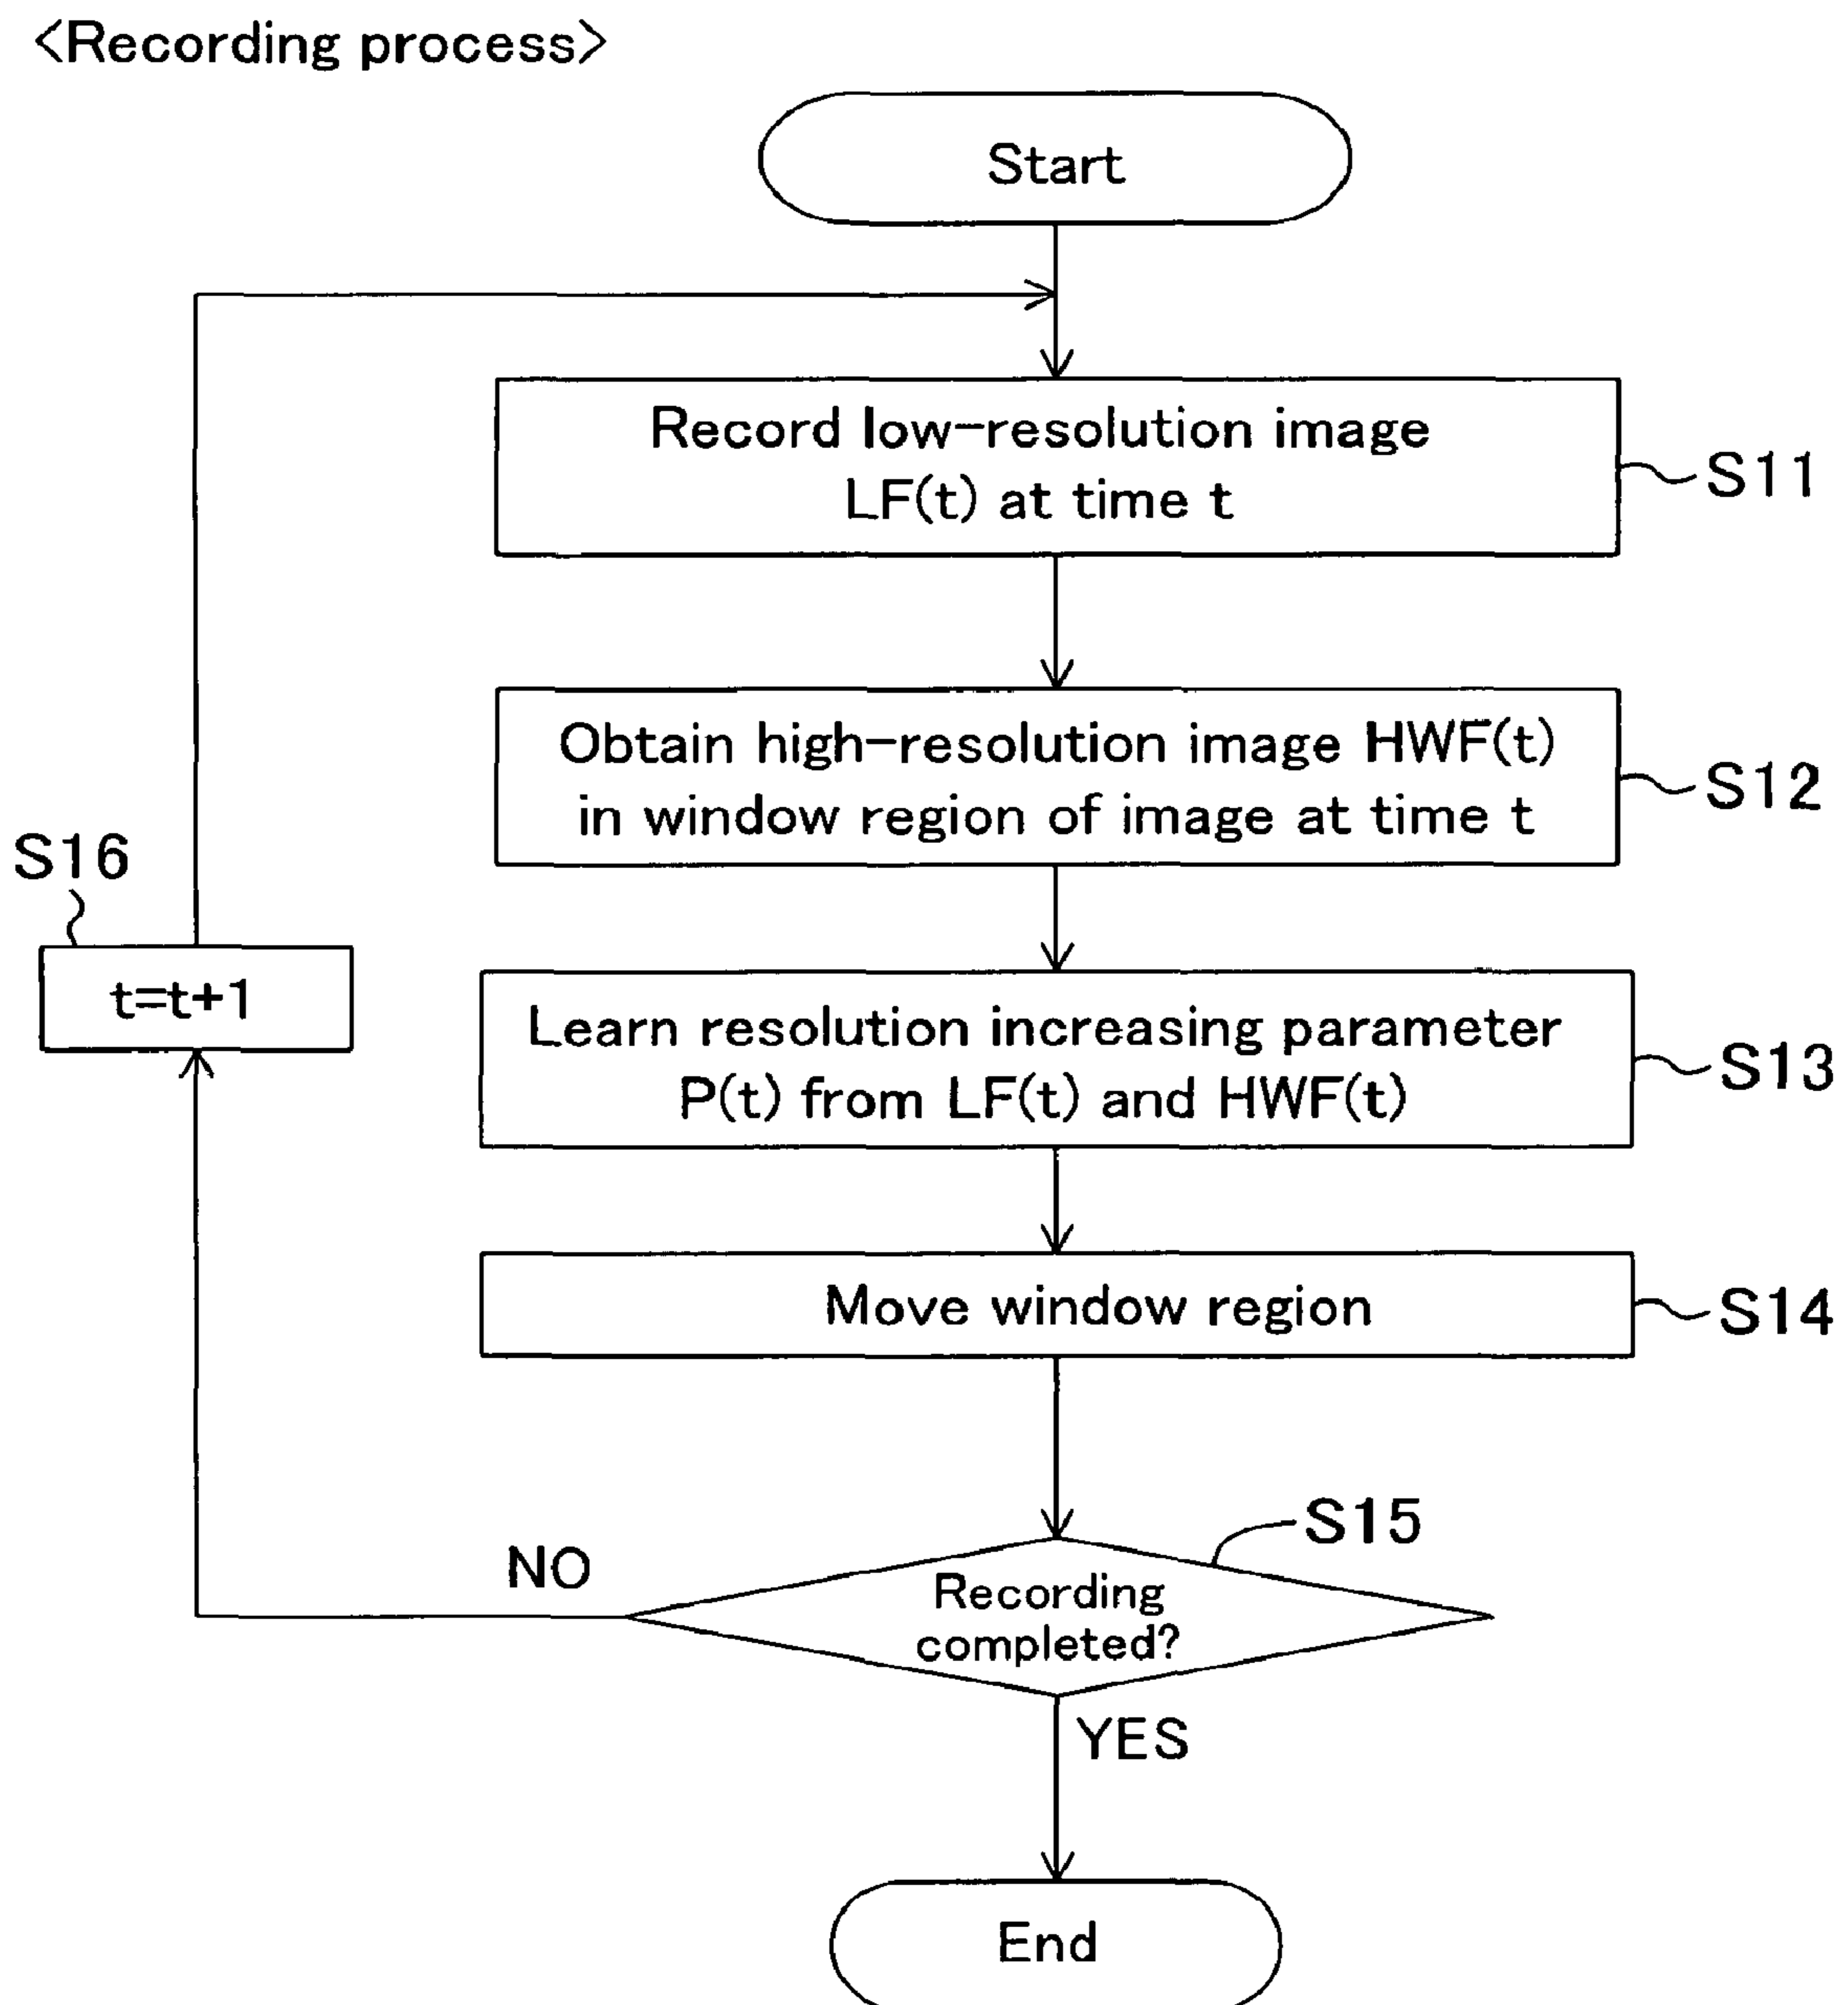 <Recording process>
Start
Record low-resolution image
LF(t) at time t
S11
Obtain high-resolution image HWF(t)
in window region of image at time t
S12
S16
t=t+1
Learn resolution increasing parameter
P(t) from LF(t) and HWF(t)
S13
Move window region
S14
S15
NO
Recording
completed?
YES
End